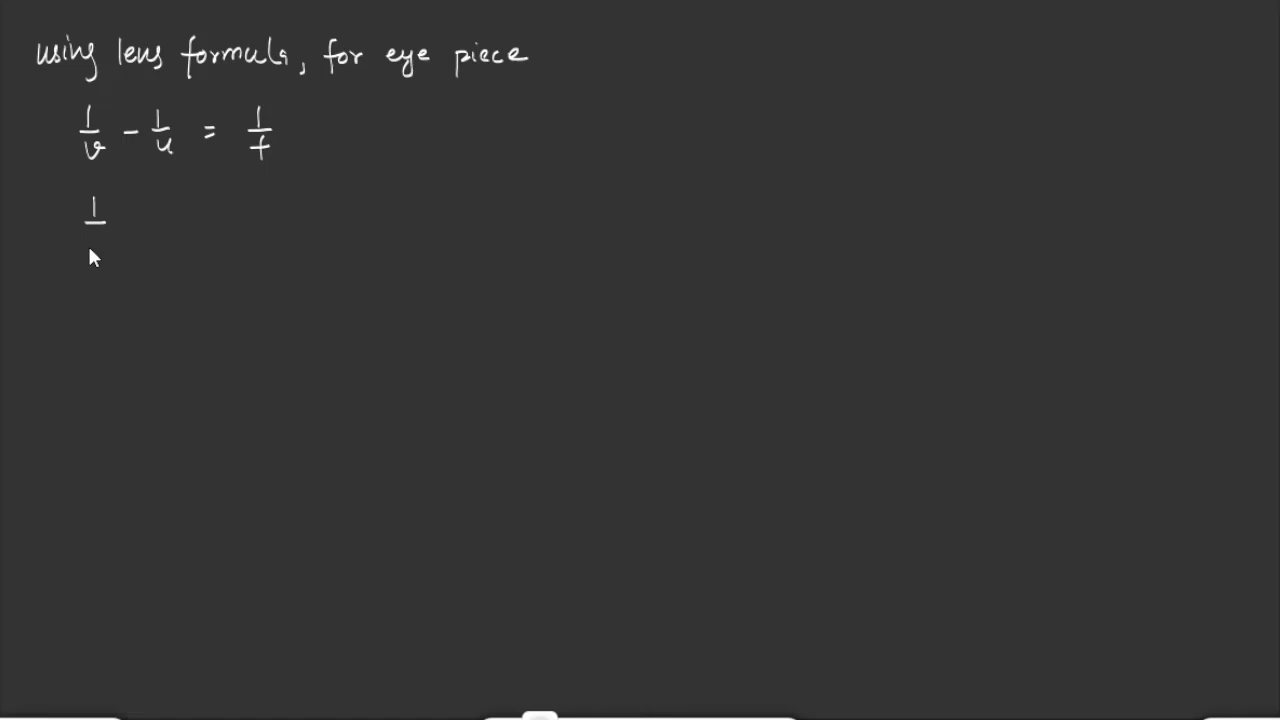 using lens formula, for eye piece
1/v - 1/u = 1/f
1/